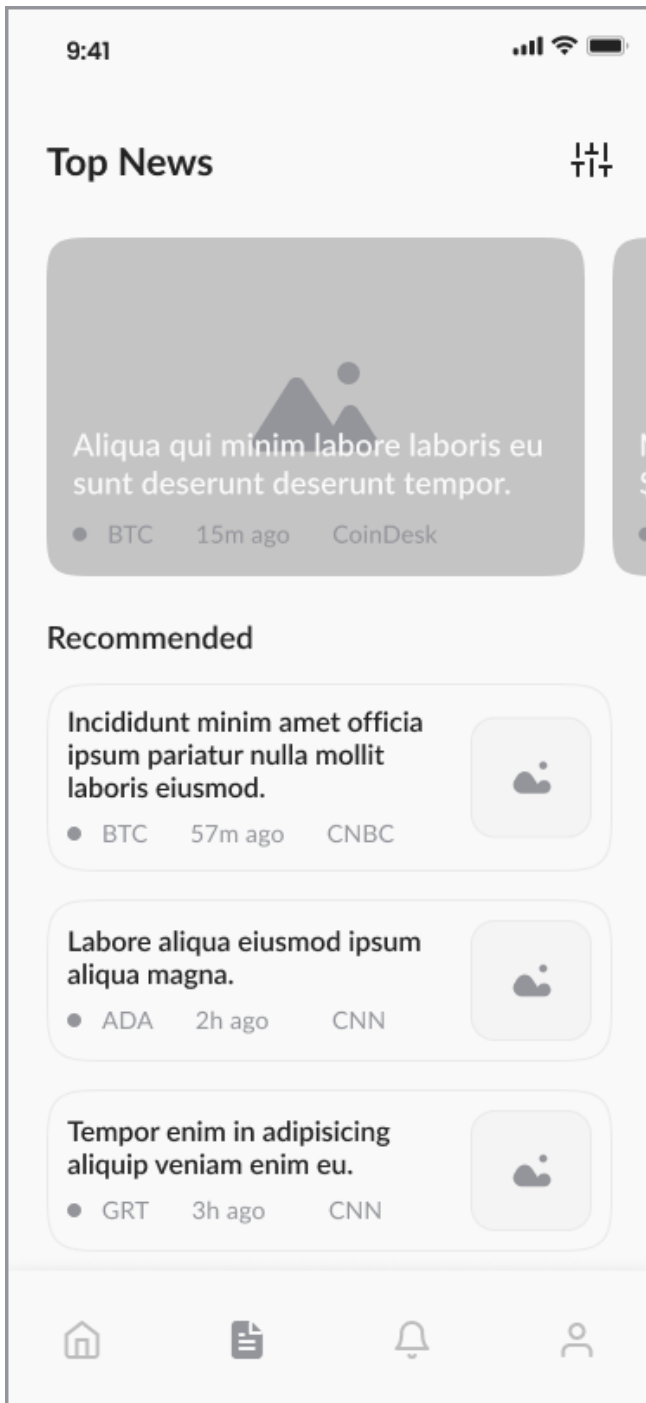 9:41
Top News
Aliqua qui minim labore laboris eu
sunt deserunt deserunt tempor.
BTC 15m ago CoinDesk
Recommended
Incididunt minim amet officia
ipsum pariatur nulla mollit
laboris eiusmod.
BTC 57m ago CNBC
Labore aliqua eiusmod ipsum
aliqua magna.
ADA 2h ago CNN
Tempor enim in adipisicing
aliquip veniam enim eu.
GRT 3h ago CNN